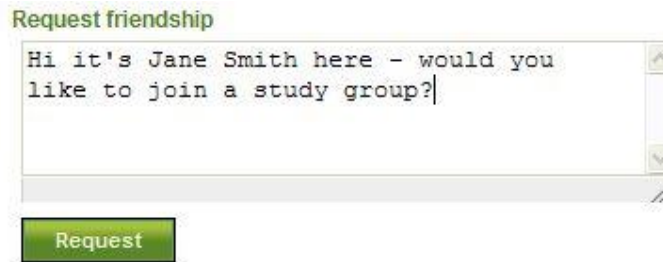 Request friendship
Hi it's Jane Smith here - would you
like to join a study group?
Request